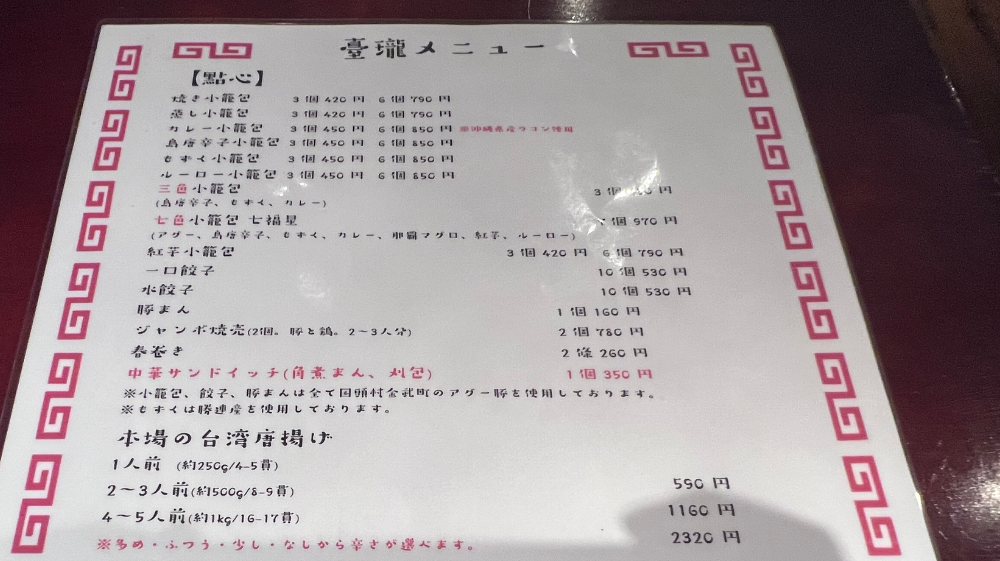 臺瓏メニュー
【點心】
焼き小籠包 3個 420円 6個 790円
蒸し小籠包 3個 420円 6個 790円
カレー小籠包 3個 450円 6個 850円 ※沖縄県産ウコン使用
島唐辛子小籠包 3個 450円 6個 850円
もずく小籠包 3個 450円 6個 850円
ルーロー小籠包 3個 450円 6個 850円
三色小籠包 3個 円
(島唐辛子、もずく、カレー)
七色小籠包 七福星 個 970円
(アグー、島唐辛子、もずく、カレー、那覇マグロ、紅芋、ルーロー)
紅芋小籠包 3個 420円 6個 790円
一口餃子 10個 530円
水餃子 10個 530円
豚まん 1個 160円
ジャンボ焼売(2個。豚と鶏。2〜3人分) 2個 780円
春巻き 2條 260円
中華サンドイッチ(角煮まん、刈包) 1個 350円
※小籠包、餃子、豚まんは全て国頭村金武町のアグー豚を使用しております。
※もずくは勝連産を使用しております。
本場の台湾唐揚げ
1人前 (約250g/4-5貫) 590円
2〜3人前(約500g/8-9貫) 1160円
4〜5人前(約1kg/16-17貫) 2320円
※多め・ふつう・少し・なしから辛さが選べます。